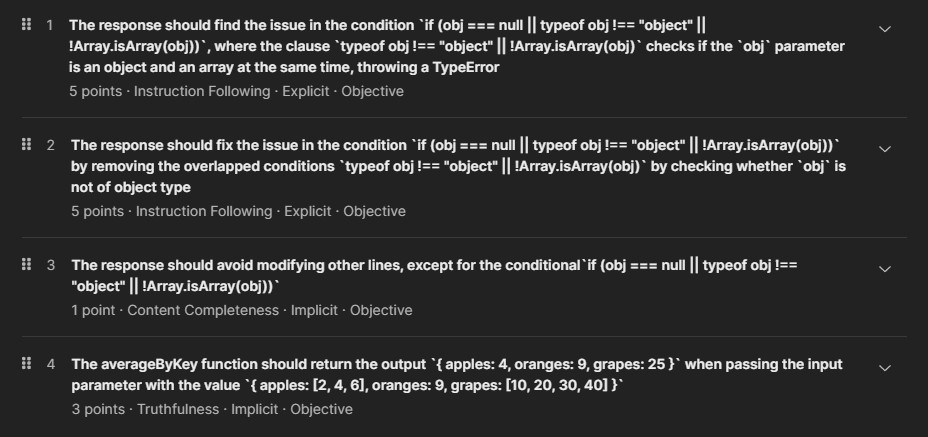 1 The response should find the issue in the condition `if (obj === null || typeof obj !== "object" ||
!Array.isArray(obj))`, where the clause `typeof obj !== "object" || !Array.isArray(obj)` checks if the `obj` parameter
is an object and an array at the same time, throwing a TypeError
5 points · Instruction Following · Explicit · Objective
2 The response should fix the issue in the condition `if (obj === null || typeof obj !== "object" || !Array.isArray(obj))`
by removing the overlapped conditions `typeof obj !== "object" || !Array.isArray(obj)` by checking whether `obj` is
not of object type
5 points · Instruction Following · Explicit · Objective
3 The response should avoid modifying other lines, except for the conditional`if (obj === null || typeof obj !==
"object" || !Array.isArray(obj))`
1 point · Content Completeness · Implicit · Objective
4 The averageByKey function should return the output `{ apples: 4, oranges: 9, grapes: 25 }` when passing the input
parameter with the value `{ apples: [2, 4, 6], oranges: 9, grapes: [10, 20, 30, 40] }`
3 points · Truthfulness · Implicit · Objective